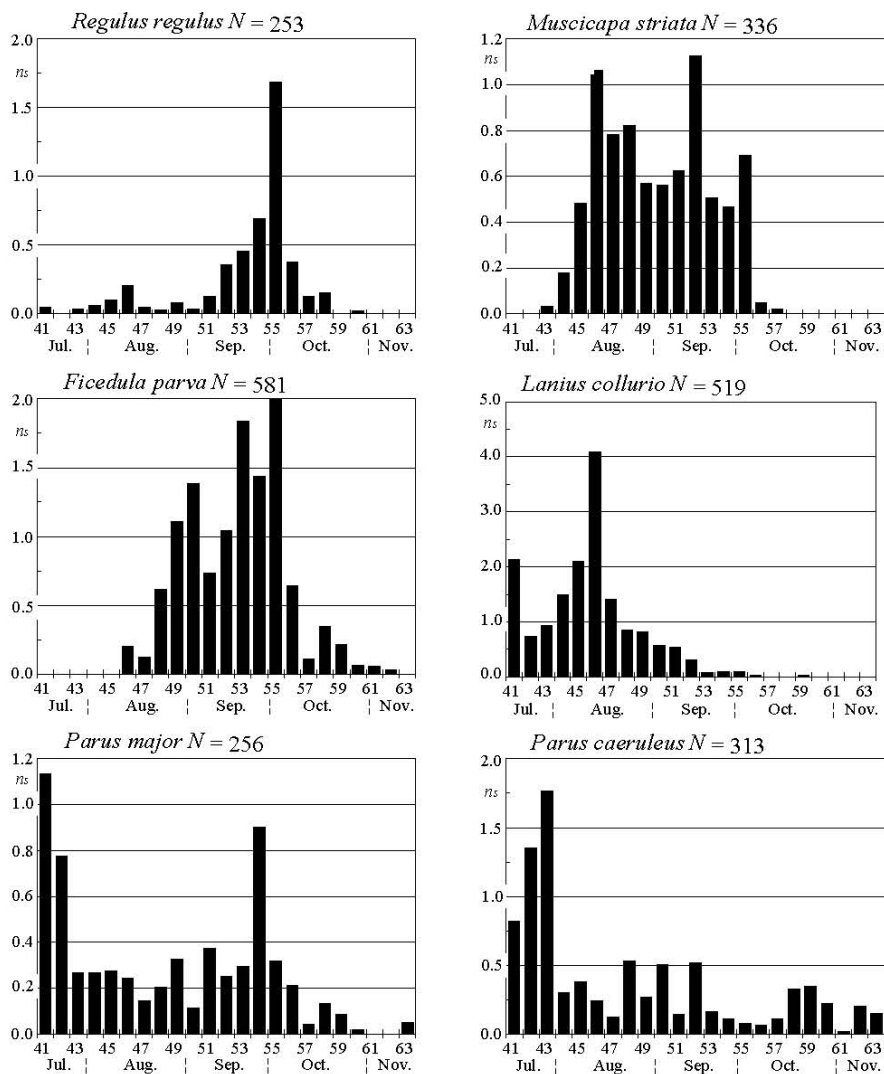 Regulus regulus N = 253
2.0
ns
1.5
1.0
0.5
0.0
41 43 45 47 49 51 53 55 57 59 61 63
Jul. Aug. Sep. Oct. Nov.
Muscicapa striata N = 336
1.2
ns
1.0
0.8
0.6
0.4
0.2
0.0
41 43 45 47 49 51 53 55 57 59 61 63
Jul. Aug. Sep. Oct. Nov.
Ficedula parva N = 581
2.0
ns
1.5
1.0
0.5
0.0
41 43 45 47 49 51 53 55 57 59 61 63
Jul. Aug. Sep. Oct. Nov.
Lanius collurio N = 519
5.0
ns
4.0
3.0
2.0
1.0
0.0
41 43 45 47 49 51 53 55 57 59 61 63
Jul. Aug. Sep. Oct. Nov.
Parus major N = 256
1.2
ns
1.0
0.8
0.6
0.4
0.2
0.0
41 43 45 47 49 51 53 55 57 59 61 63
Jul. Aug. Sep. Oct. Nov.
Parus caeruleus N = 313
2.0
ns
1.5
1.0
0.5
0.0
41 43 45 47 49 51 53 55 57 59 61 63
Jul. Aug. Sep. Oct. Nov.